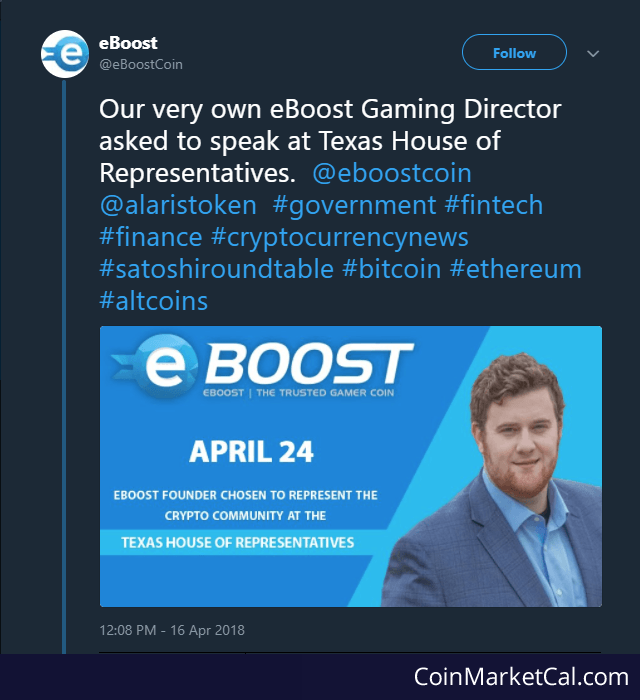 eBoost
@eBoostCoin
Follow
Our very own eBoost Gaming Director
asked to speak at Texas House of
Representatives. @eboostcoin
@alaristoken #government #fintech
#finance #cryptocurrencynews
#satoshiroundtable #bitcoin #ethereum
#altcoins
e BOOST
EBOOST | THE TRUSTED GAMER COIN
APRIL 24
EBOOST FOUNDER CHOSEN TO REPRESENT THE
CRYPTO COMMUNITY AT THE
TEXAS HOUSE OF REPRESENTATIVES
12:08 PM - 16 Apr 2018
CoinMarketCal.com